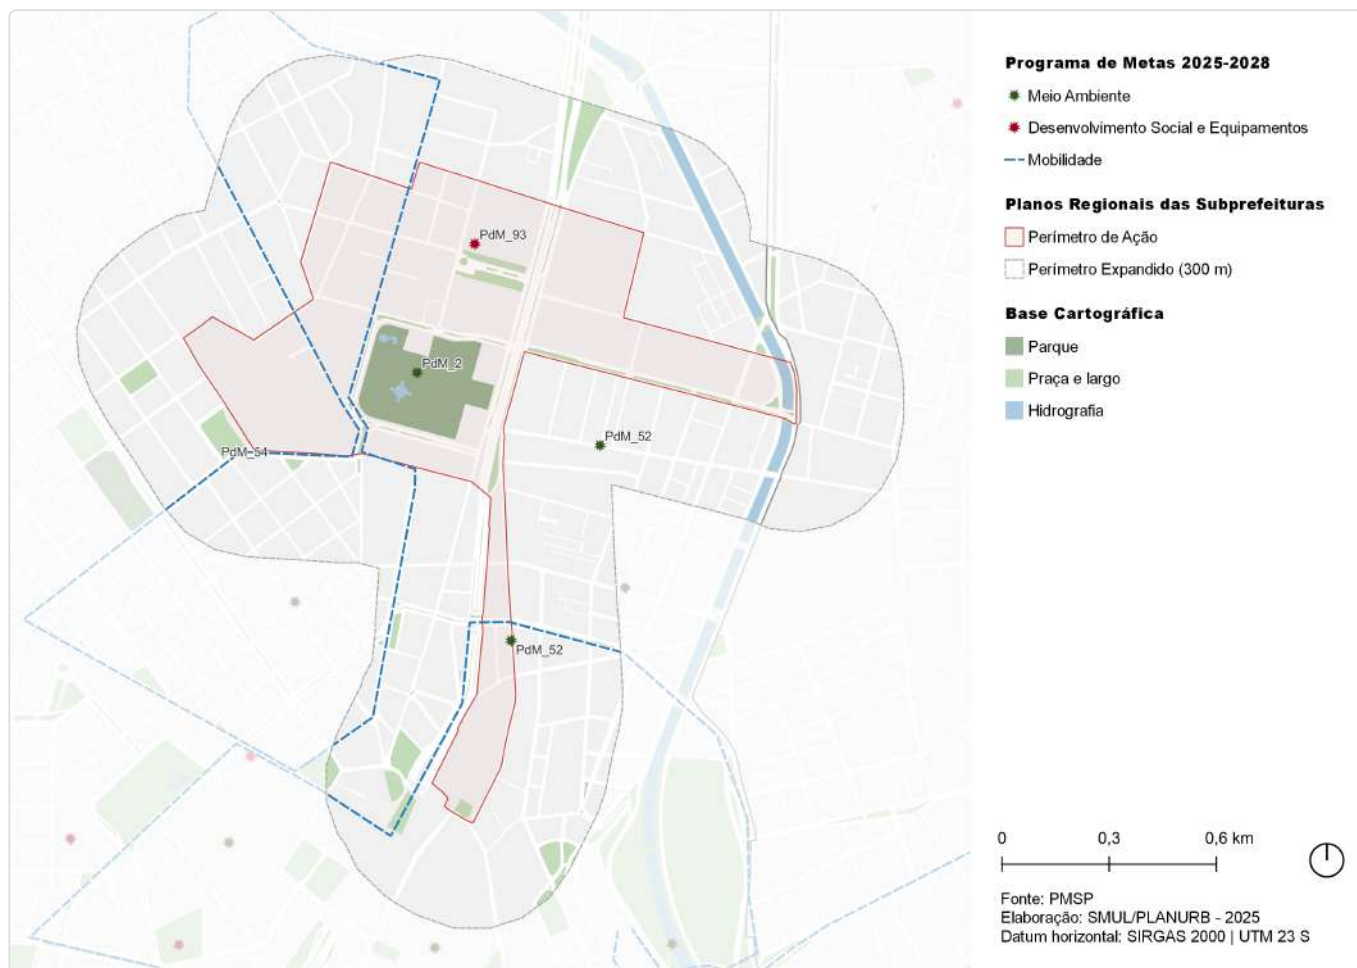 PdM_93
PdM_2
PdM_52
PdM_54
PdM_52
Programa de Metas 2025-2028
Meio Ambiente
Desenvolvimento Social e Equipamentos
Mobilidade
Planos Regionais das Subprefeituras
Perímetro de Ação
Perímetro Expandido (300 m)
Base Cartográfica
Parque
Praça e largo
Hidrografia
0 0,3 0,6 km
Fonte: PMSP
Elaboração: SMUL/PLANURB - 2025
Datum horizontal: SIRGAS 2000 | UTM 23 S